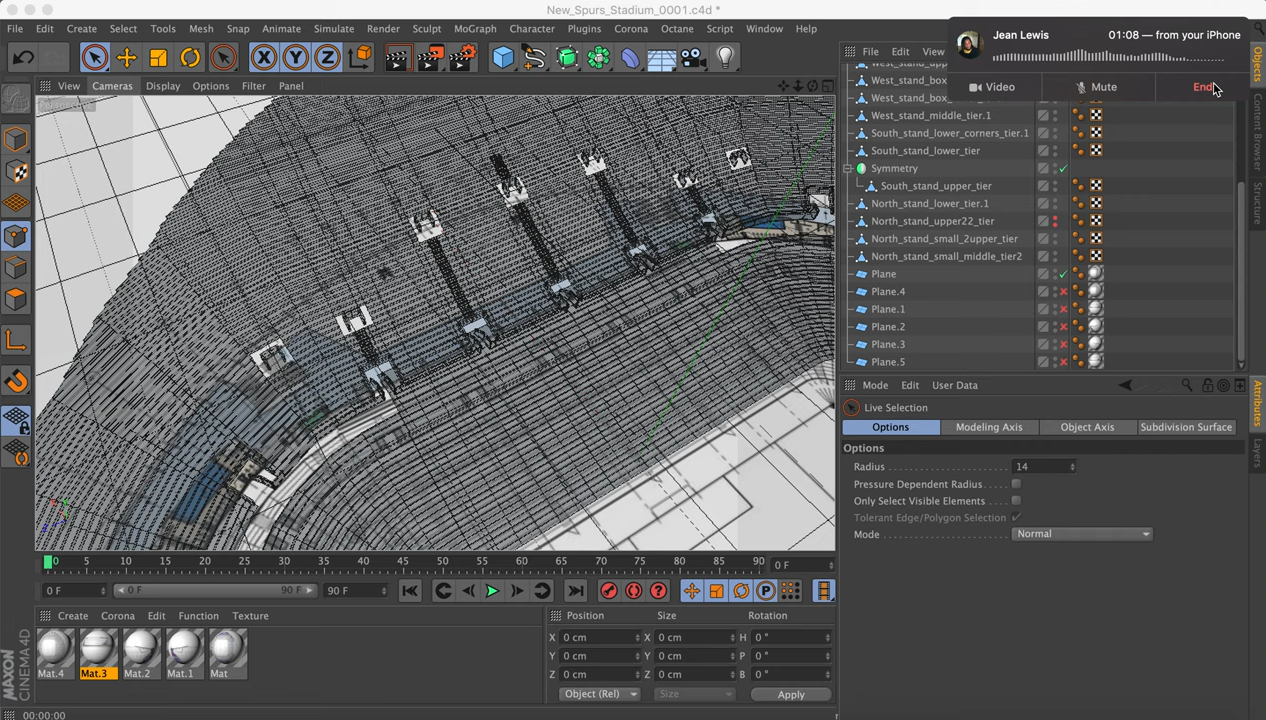 New_Spurs_Stadium_0001.c4d *
File Edit Create Select Tools Mesh Snap Animate Simulate Render Sculpt MoGraph Character Plugins Corona Octane Script Window
Jean Lewis 01:08 — from your iPhone
Video Mute End
X Y Z
File Edit View
View Cameras Display Options Filter Panel
West_stand_box
West_stand_box
West_stand_middle_tier.1
South_stand_lower_corners_tier.1
South_stand_lower_tier
Symmetry
South_stand_upper_tier
North_stand_lower_tier.1
North_stand_upper22_tier
North_stand_small_2upper_tier
North_stand_small_middle_tier2
Plane
Plane.4
Plane.1
Plane.2
Plane.3
Plane.5
Objects
Content Browser
Structure
Mode Edit User Data
Live Selection
Options Modeling Axis Object Axis Subdivision Surface
Options
Radius 14
Pressure Dependent Radius
Only Select Visible Elements
Tolerant Edge/Polygon Selection
Mode Normal
Attributes
Layers
0 5 10 15 20 25 30 35 40 45 50 55 60 65 70 75 80 85 90 0 F
0 F 0 F 90 F 90 F
P
Create Corona Edit Function Texture
Mat.4 Mat.3 Mat.2 Mat.1 Mat
Position Size Rotation
X 0 cm X 0 cm H 0 °
Y 0 cm Y 0 cm P 0 °
Z 0 cm Z 0 cm B 0 °
Object (Rel) Size Apply
MAXON
CINEMA 4D
00:00:00